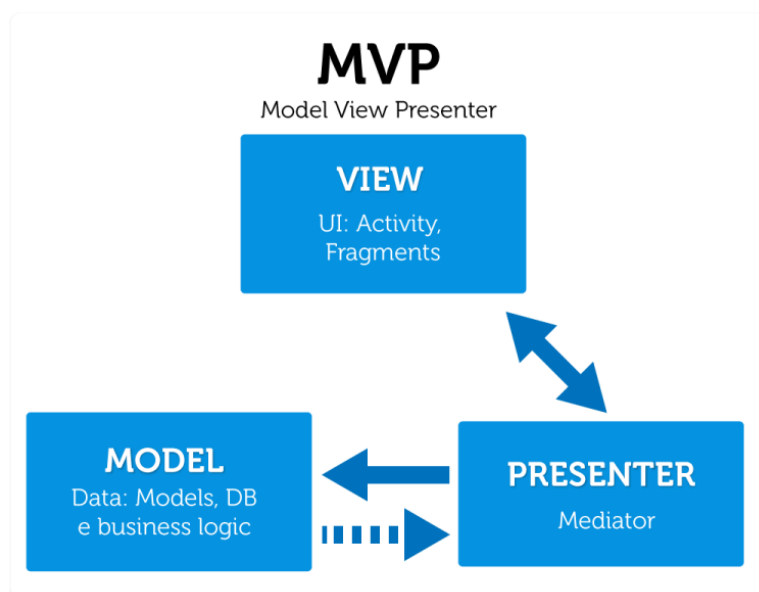 MVP
Model View Presenter
VIEW
UI: Activity,
Fragments
MODEL
Data: Models, DB
e business logic
PRESENTER
Mediator